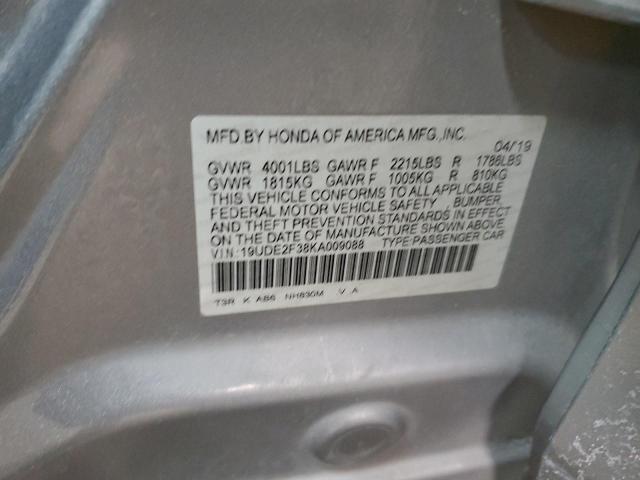 MFD.BY HONDA OF AMERICA MFG.,INC.
04/19
GVWR 4001LBS GAWR F 2215LBS R 1786LBS
GVWR 1815KG GAWR F 1005KG R 810KG
THIS VEHICLE CONFORMS TO ALL APPLICABLE
FEDERAL MOTOR VEHICLE SAFETY , BUMPER,
AND THEFT PREVENTION STANDARDS IN EFFECT
ON THE DATE OF MANUFACTURE SHOWN ABOVE.
V.I.N.:19UDE2F38KA009088 TYPE:PASSENGER CAR
T3R K AB6 NH830M V A